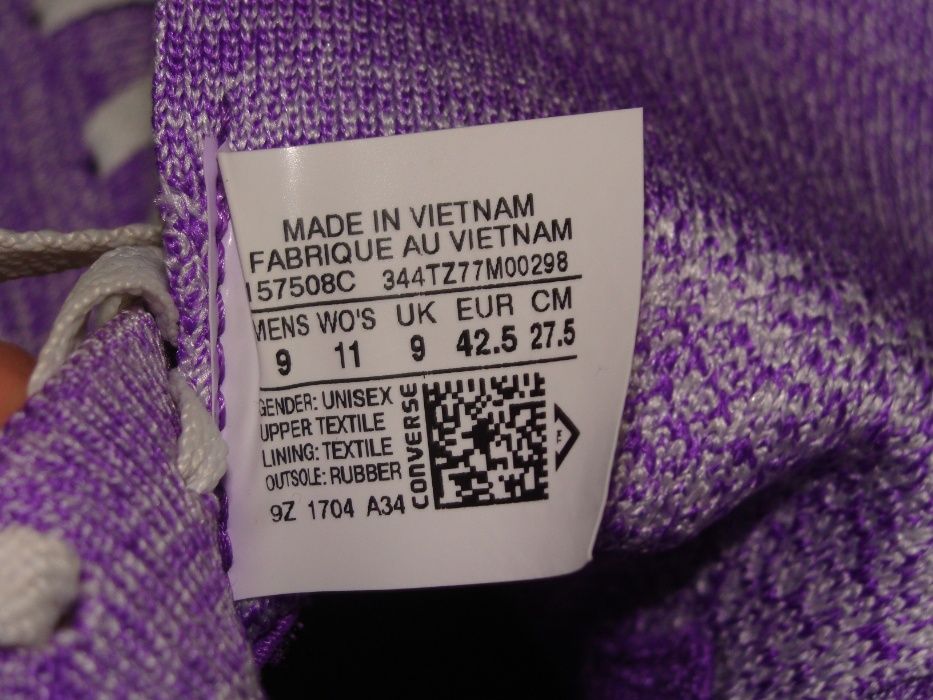 MADE IN VIETNAM
FABRIQUE AU VIETNAM
157508C 344TZ77M00298
MENS WO'S UK EUR CM
9 11 9 42.5 27.5
GENDER: UNISEX
UPPER TEXTILE
LINING: TEXTILE
OUTSOLE: RUBBER
9Z 1704 A34
CONVERSE
E